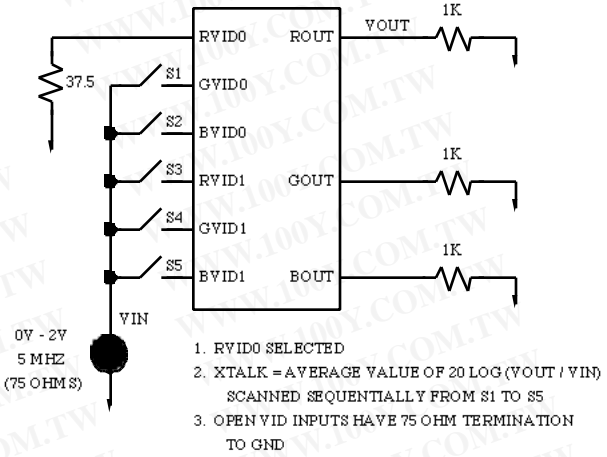 1K
RVID0 ROUT VOUT
37.5
S1
GVID0
S2
BVID0
1K
S3
RVID1 GOUT
S4
GVID1
1K
S5
BVID1 BOUT
VIN
0V - 2V
5 MHZ
(75 OHMS)
1. RVID0 SELECTED
2. XTALK = AVERAGE VALUE OF 20 LOG (VOUT / VIN)
SCANNED SEQUENTIALLY FROM S1 TO S5
3. OPEN VID INPUTS HAVE 75 OHM TERMINATION
TO GND
WWW.100Y.COM.TW